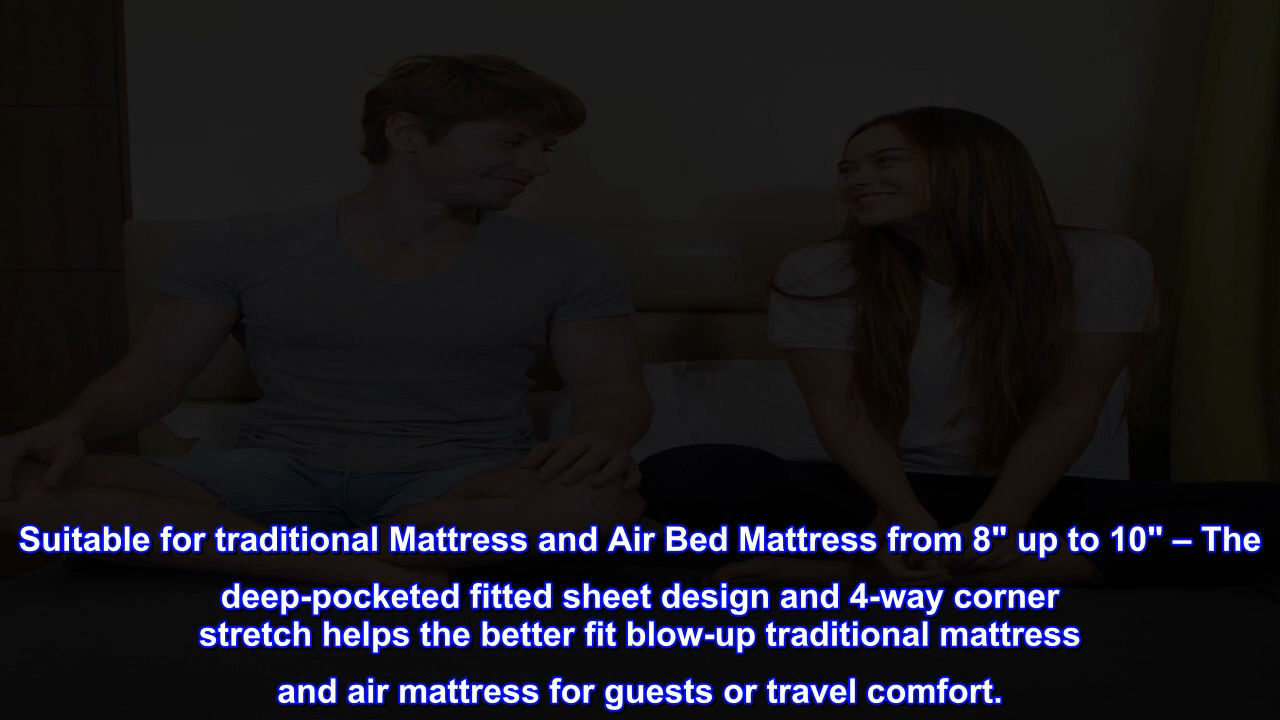 Suitable for traditional Mattress and Air Bed Mattress from 8" up to 10" – The
deep-pocketed fitted sheet design and 4-way corner
stretch helps the better fit blow-up traditional mattress
and air mattress for guests or travel comfort.